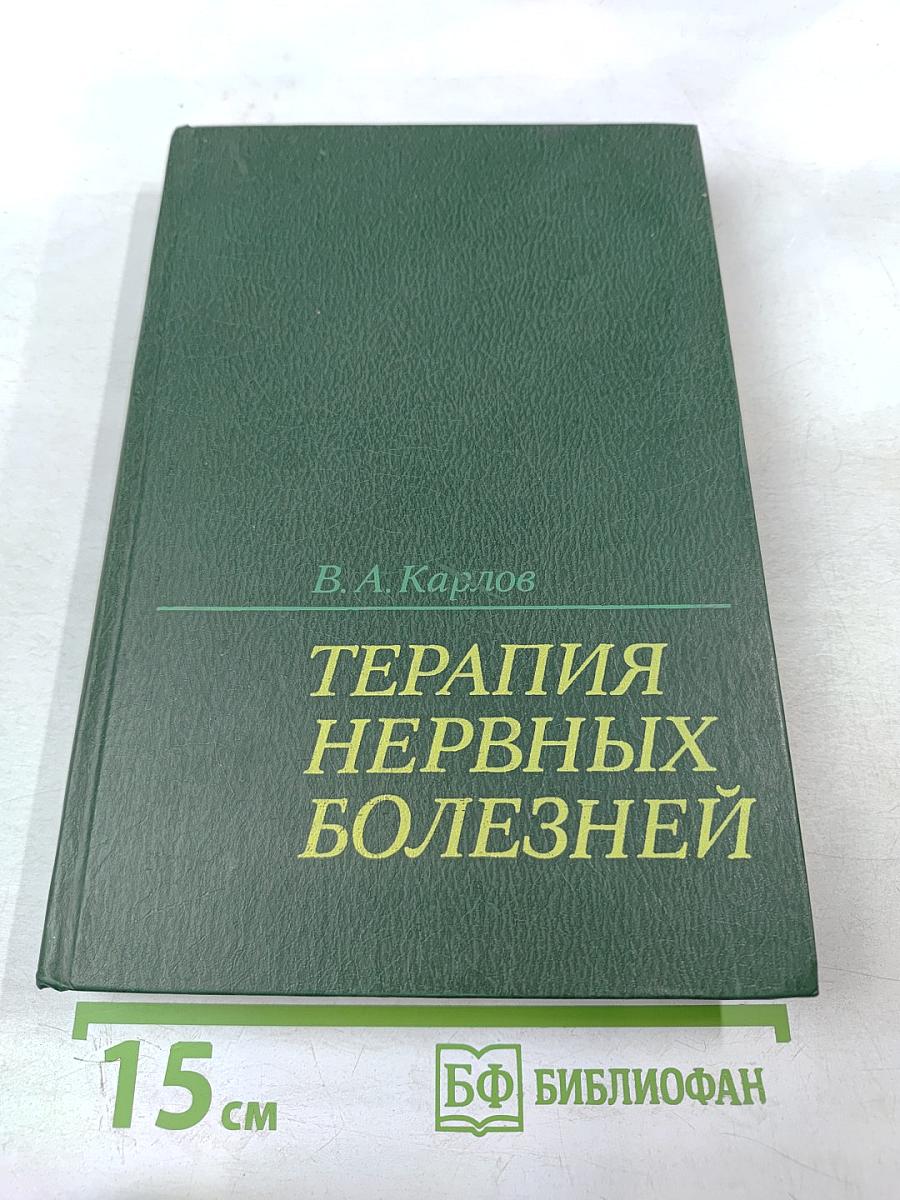 В. А. Карлов
ТЕРАПИЯ
НЕРВНЫХ
БОЛЕЗНЕЙ
15 см
БФ БИБЛИОФАН